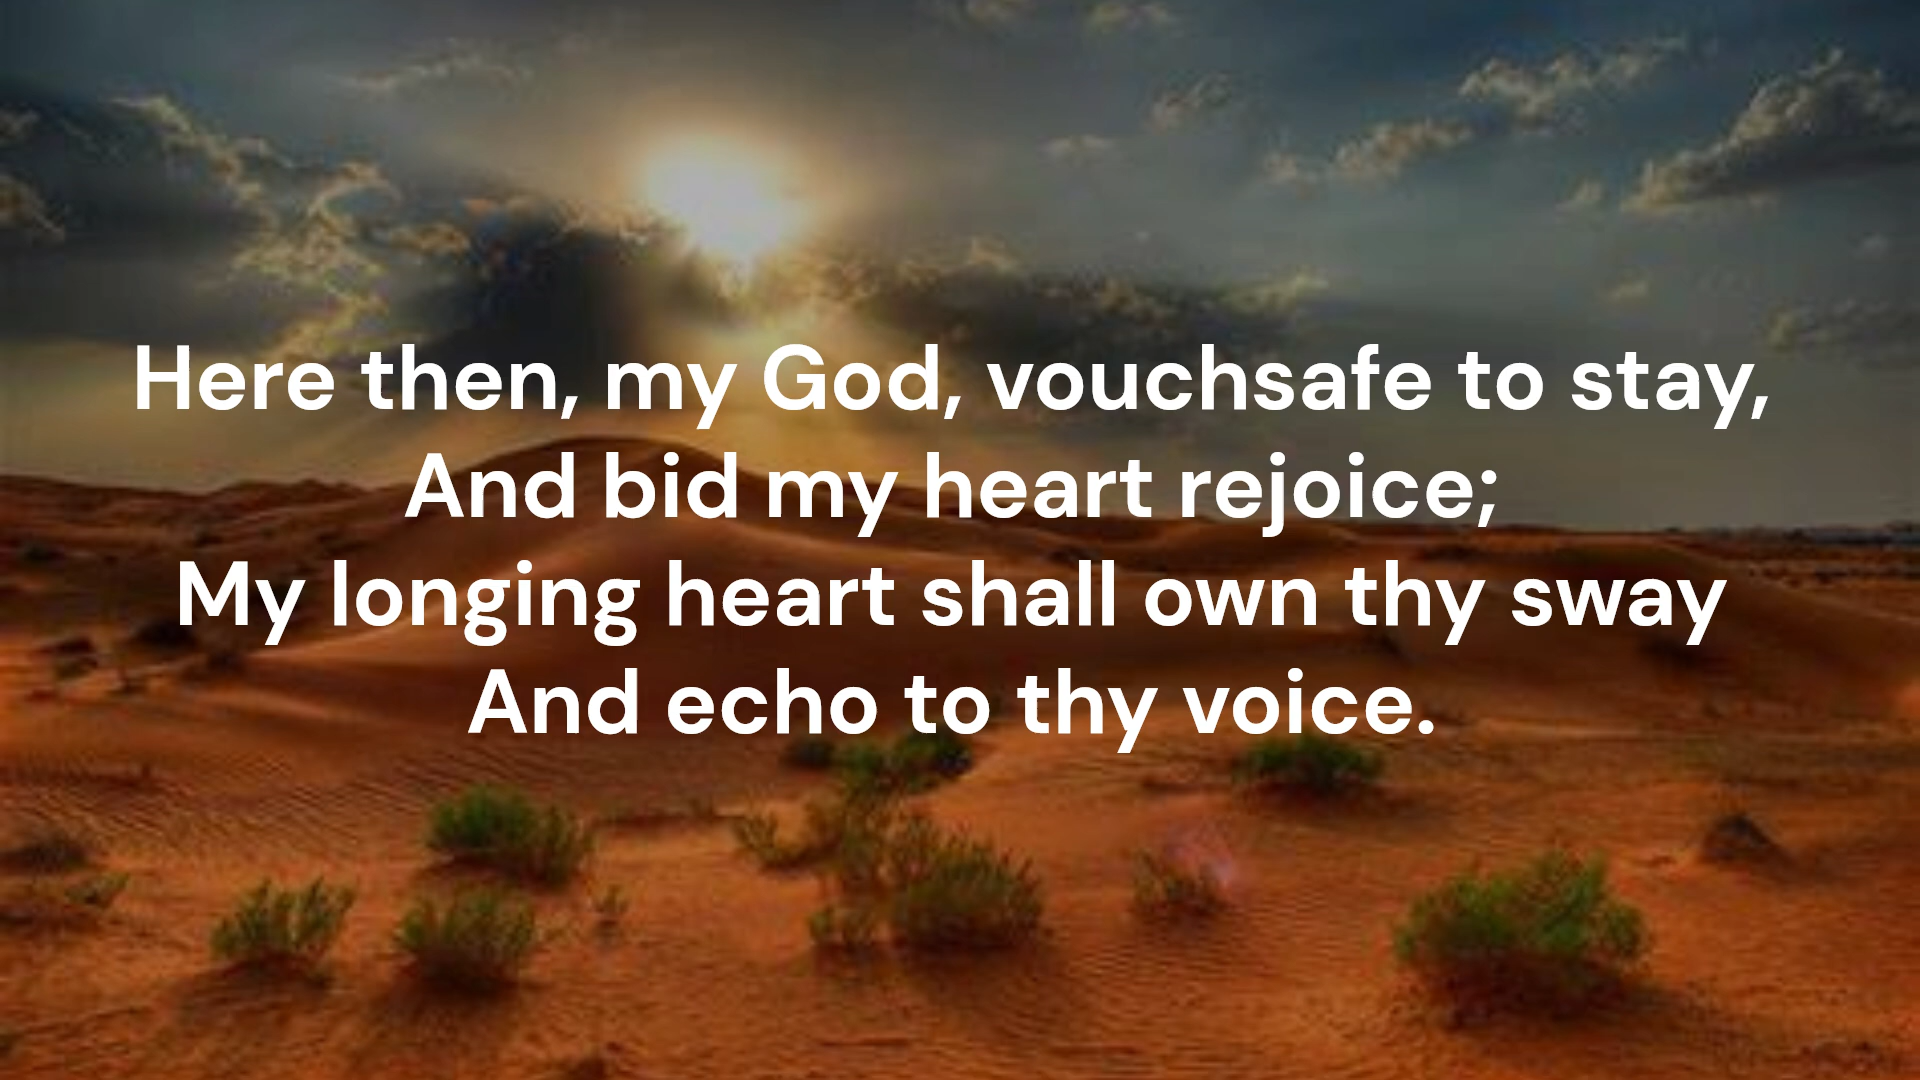 Here then, my God, vouchsafe to stay,
And bid my heart rejoice;
My longing heart shall own thy sway
And echo to thy voice.